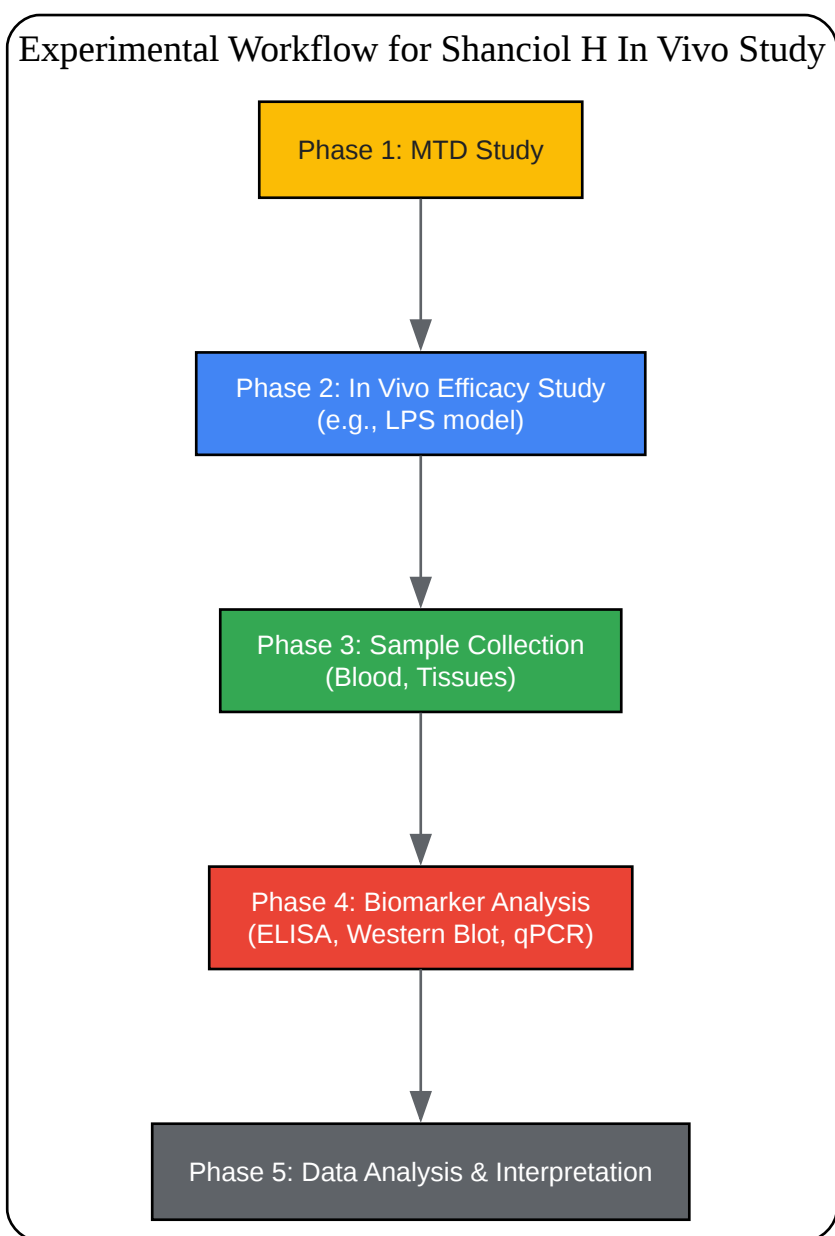 Experimental Workflow for Shanciol H In Vivo Study
Phase 1: MTD Study
Phase 2: In Vivo Efficacy Study
(e.g., LPS model)
Phase 3: Sample Collection
(Blood, Tissues)
Phase 4: Biomarker Analysis
(ELISA, Western Blot, qPCR)
Phase 5: Data Analysis & Interpretation